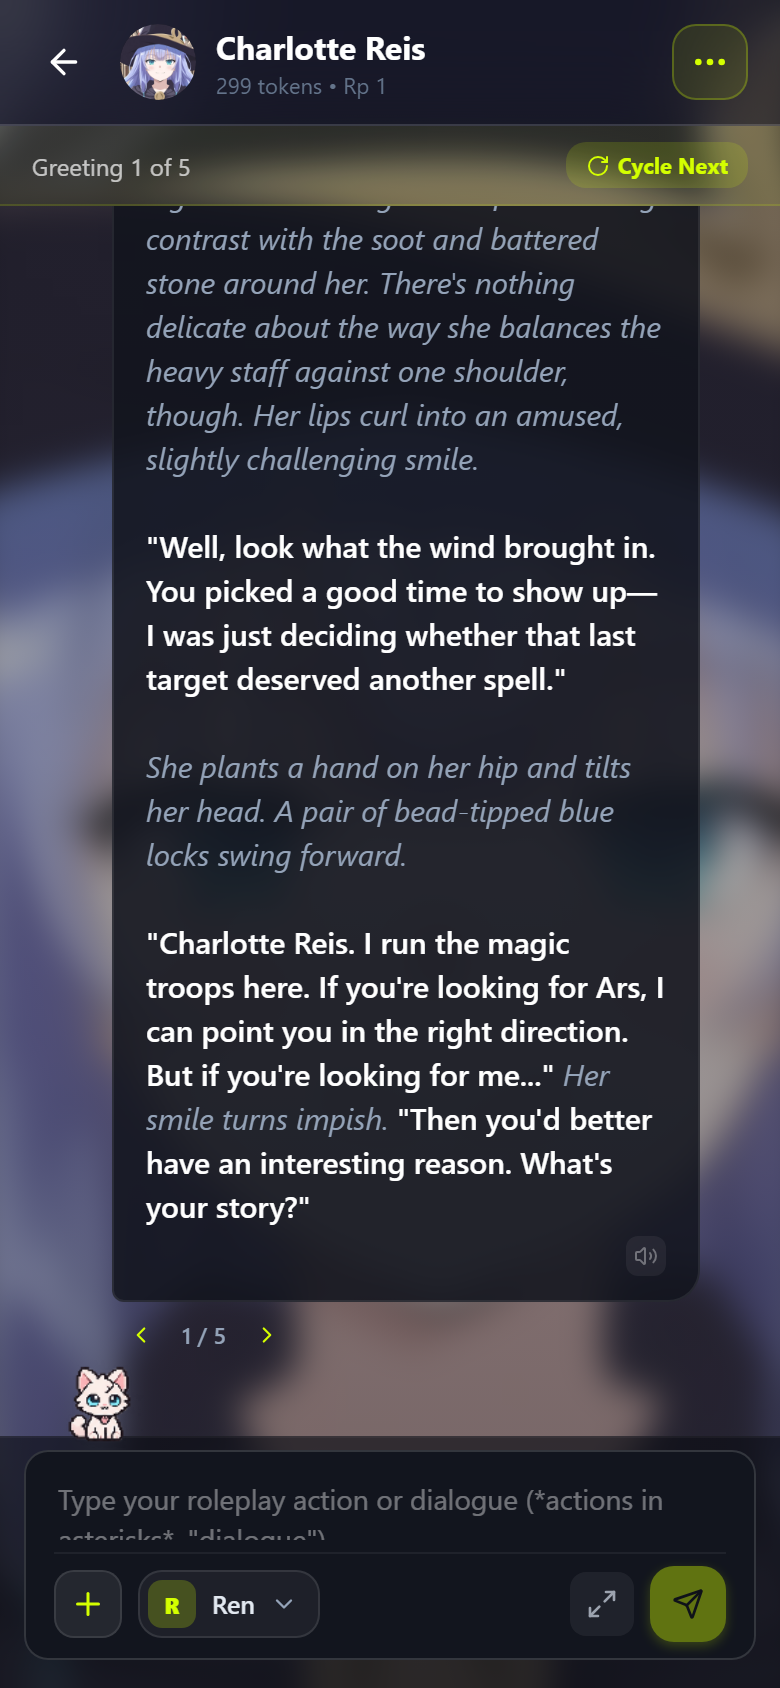 Charlotte Reis
299 tokens • Rp 1
Greeting 1 of 5
Cycle Next
contrast with the soot and battered
stone around her. There's nothing
delicate about the way she balances the
heavy staff against one shoulder,
though. Her lips curl into an amused,
slightly challenging smile.
"Well, look what the wind brought in.
You picked a good time to show up—
I was just deciding whether that last
target deserved another spell."
She plants a hand on her hip and tilts
her head. A pair of bead-tipped blue
locks swing forward.
"Charlotte Reis. I run the magic
troops here. If you're looking for Ars, I
can point you in the right direction.
But if you're looking for me..." Her
smile turns impish. "Then you'd better
have an interesting reason. What's
your story?"
1 / 5
Type your roleplay action or dialogue (*actions in
asterisks*, "dialogue")
R Ren